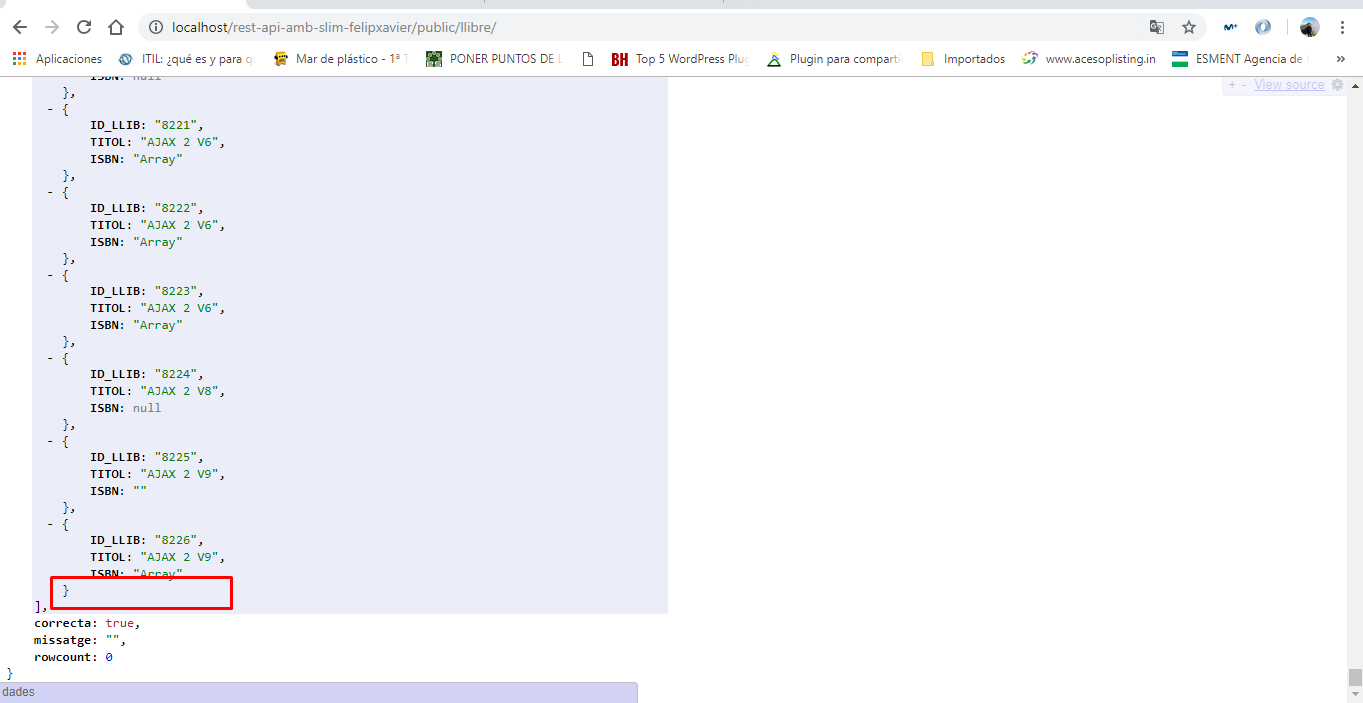 localhost/rest-api-amb-slim-felipxavier/public/llibre/
Aplicaciones ITIL: ¿qué es y para q Mar de plástico - 1ª T PONER PUNTOS DE L BH Top 5 WordPress Plug Plugin para comparti Importados www.acesoplisting.in ESMENT Agencia de »
ISBN: null
},
+ - View source
- {
ID_LLIB: "8221",
TITOL: "AJAX 2 V6",
ISBN: "Array"
},
- {
ID_LLIB: "8222",
TITOL: "AJAX 2 V6",
ISBN: "Array"
},
- {
ID_LLIB: "8223",
TITOL: "AJAX 2 V6",
ISBN: "Array"
},
- {
ID_LLIB: "8224",
TITOL: "AJAX 2 V8",
ISBN: null
},
- {
ID_LLIB: "8225",
TITOL: "AJAX 2 V9",
ISBN: ""
},
- {
ID_LLIB: "8226",
TITOL: "AJAX 2 V9",
ISBN: "Array"
}
],
correcta: true,
missatge: "",
rowcount: 0
}
dades